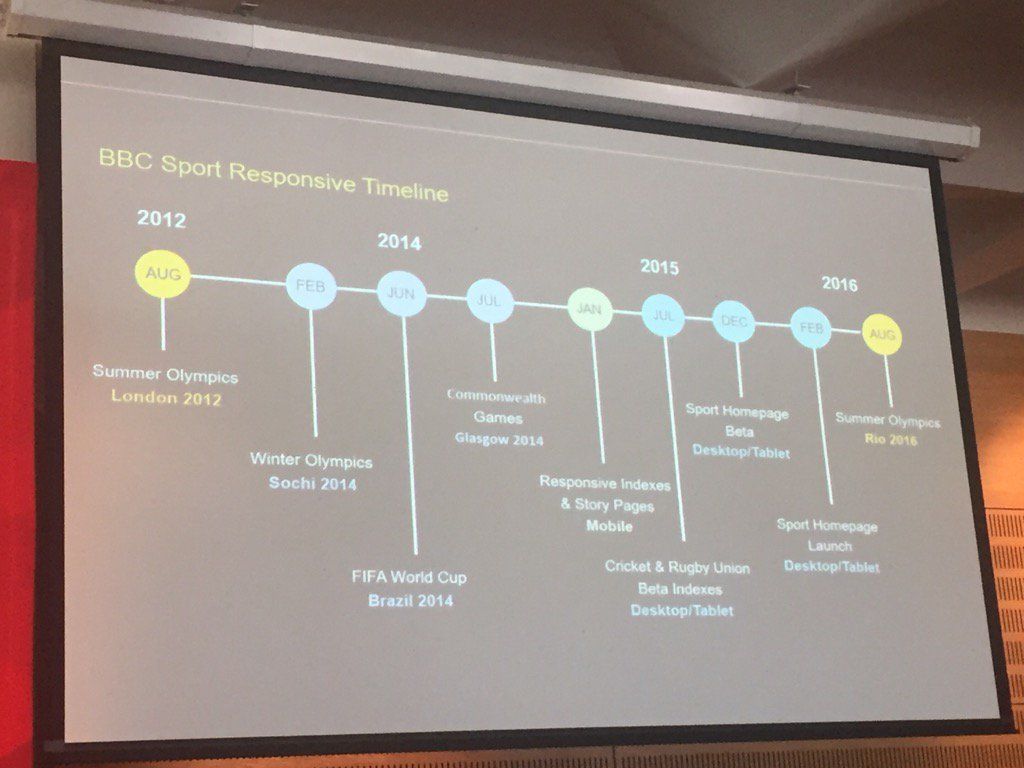 BBC Sport Responsive Timeline
2012
2014
2015
2016
AUG
FEB
JUN
JUL
JAN
JUL
DEC
FEB
AUG
Summer Olympics
London 2012
Winter Olympics
Sochi 2014
FIFA World Cup
Brazil 2014
Commonwealth
Games
Glasgow 2014
Responsive Indexes
& Story Pages
Mobile
Cricket & Rugby Union
Beta Indexes
Desktop/Tablet
Sport Homepage
Beta
Desktop/Tablet
Sport Homepage
Launch
Desktop/Tablet
Summer Olympics
Rio 2016